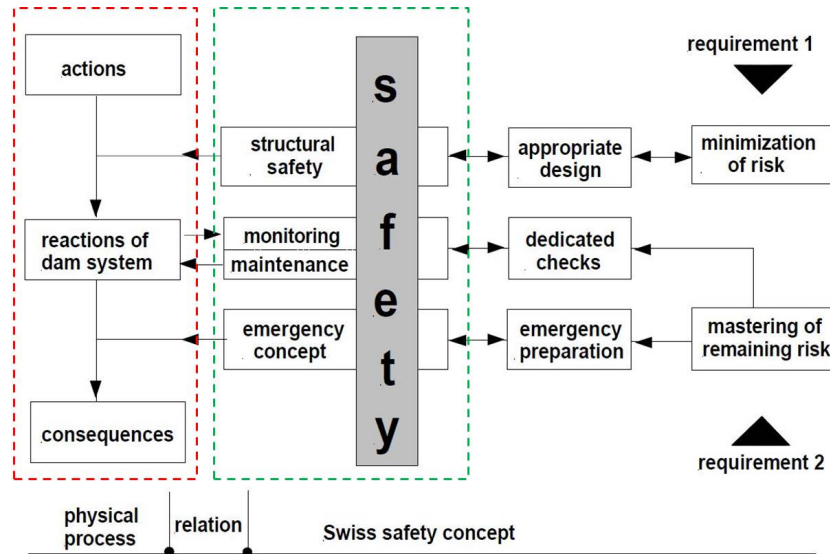 requirement 1
actions
safety
structural
safety
appropriate
design
minimization
of risk
reactions of
dam system
monitoring
maintenance
dedicated
checks
emergency
concept
emergency
preparation
mastering of
remaining risk
consequences
requirement 2
physical
process
relation
Swiss safety concept